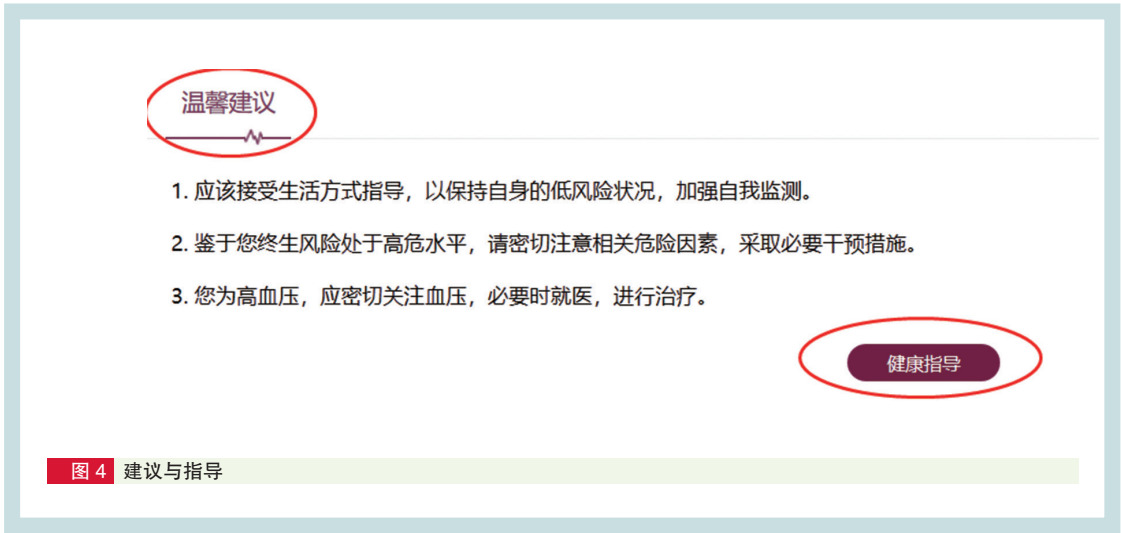 温馨建议
1. 应该接受生活方式指导，以保持自身的低风险状况，加强自我监测。
2. 鉴于您终生风险处于高危水平，请密切注意相关危险因素，采取必要干预措施。
3. 您为高血压，应密切关注血压，必要时就医，进行治疗。
健康指导
图 4 建议与指导